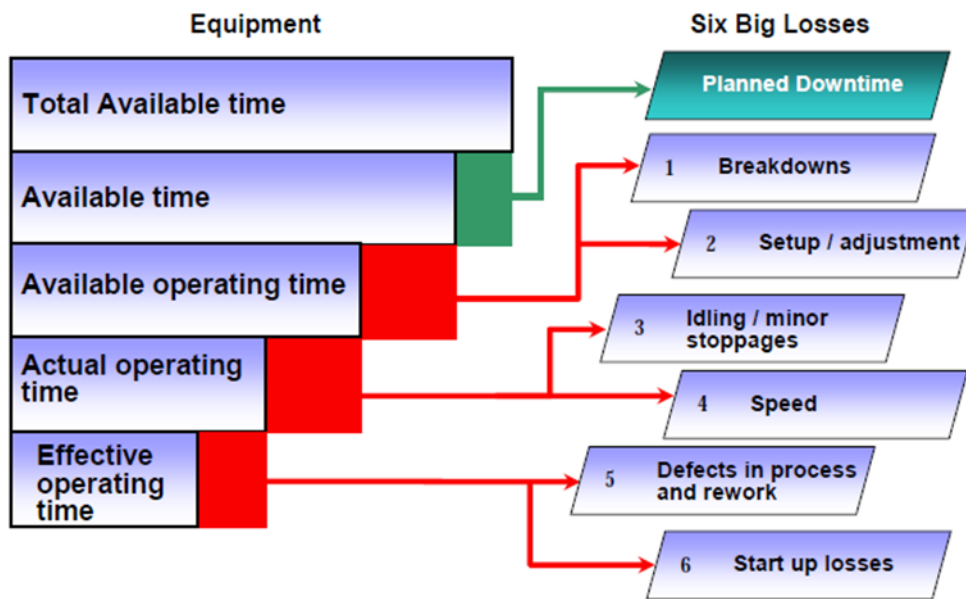 Equipment
Six Big Losses
Total Available time
Planned Downtime
Available time
1 Breakdowns
2 Setup / adjustment
Available operating time
3 Idling / minor
stoppages
Actual operating
time
4 Speed
Effective
operating
time
5 Defects in process
and rework
6 Start up losses